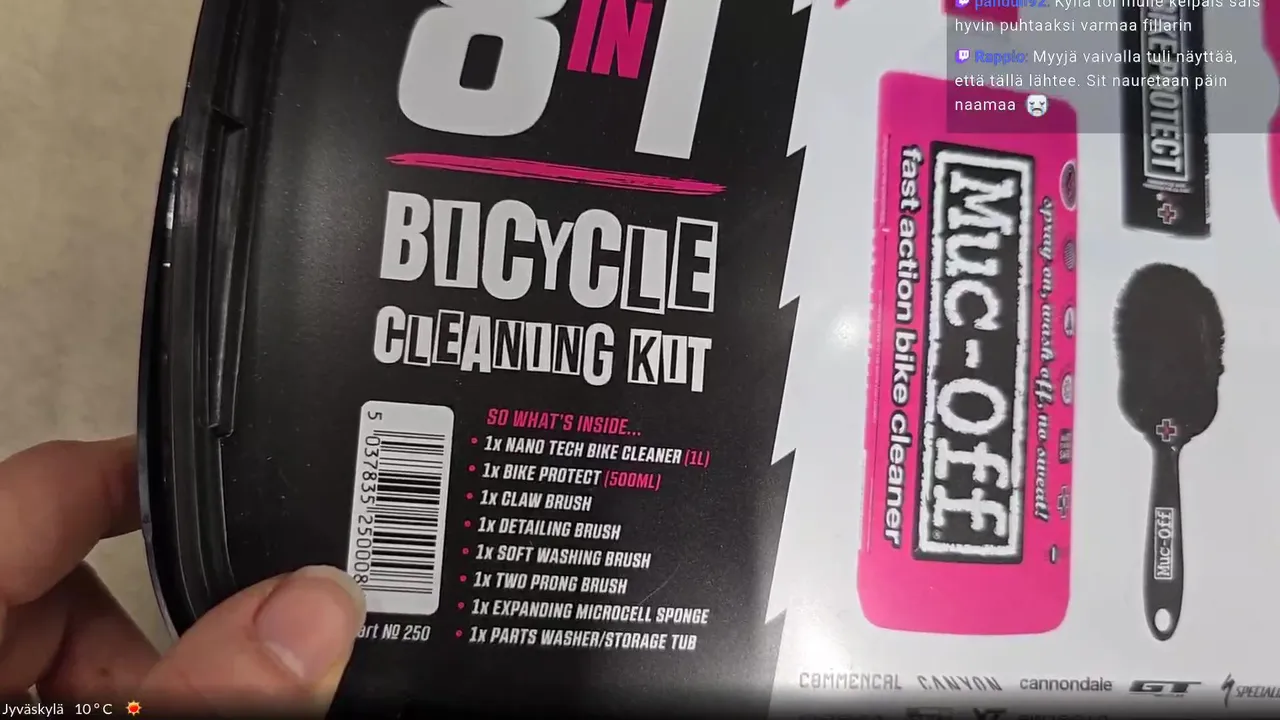 8 IN 1
BICYCLE
CLEANING KIT
SO WHAT'S INSIDE...
• 1x NANO TECH BIKE CLEANER (1L)
• 1x BIKE PROTECT (500ML)
• 1x CLAW BRUSH
• 1x DETAILING BRUSH
• 1x SOFT WASHING BRUSH
• 1x TWO PRONG BRUSH
• 1x EXPANDING MICROCELL SPONGE
• 1x PARTS WASHER/STORAGE TUB
5 037835 250008
art Nº 250
fast action bike cleaner
Muc-Off
spray on, wash off, no sweat!
PROTECT
Muc-Off
COMMENCAL CANYON cannondale GT
hyvin puhtaaksi varmaa fillarin
Rappio: Myyjä vaivalla tuli näyttää,
että tällä lähtee. Sit nauretaan päin
naamaa
Jyväskylä 10 ° C